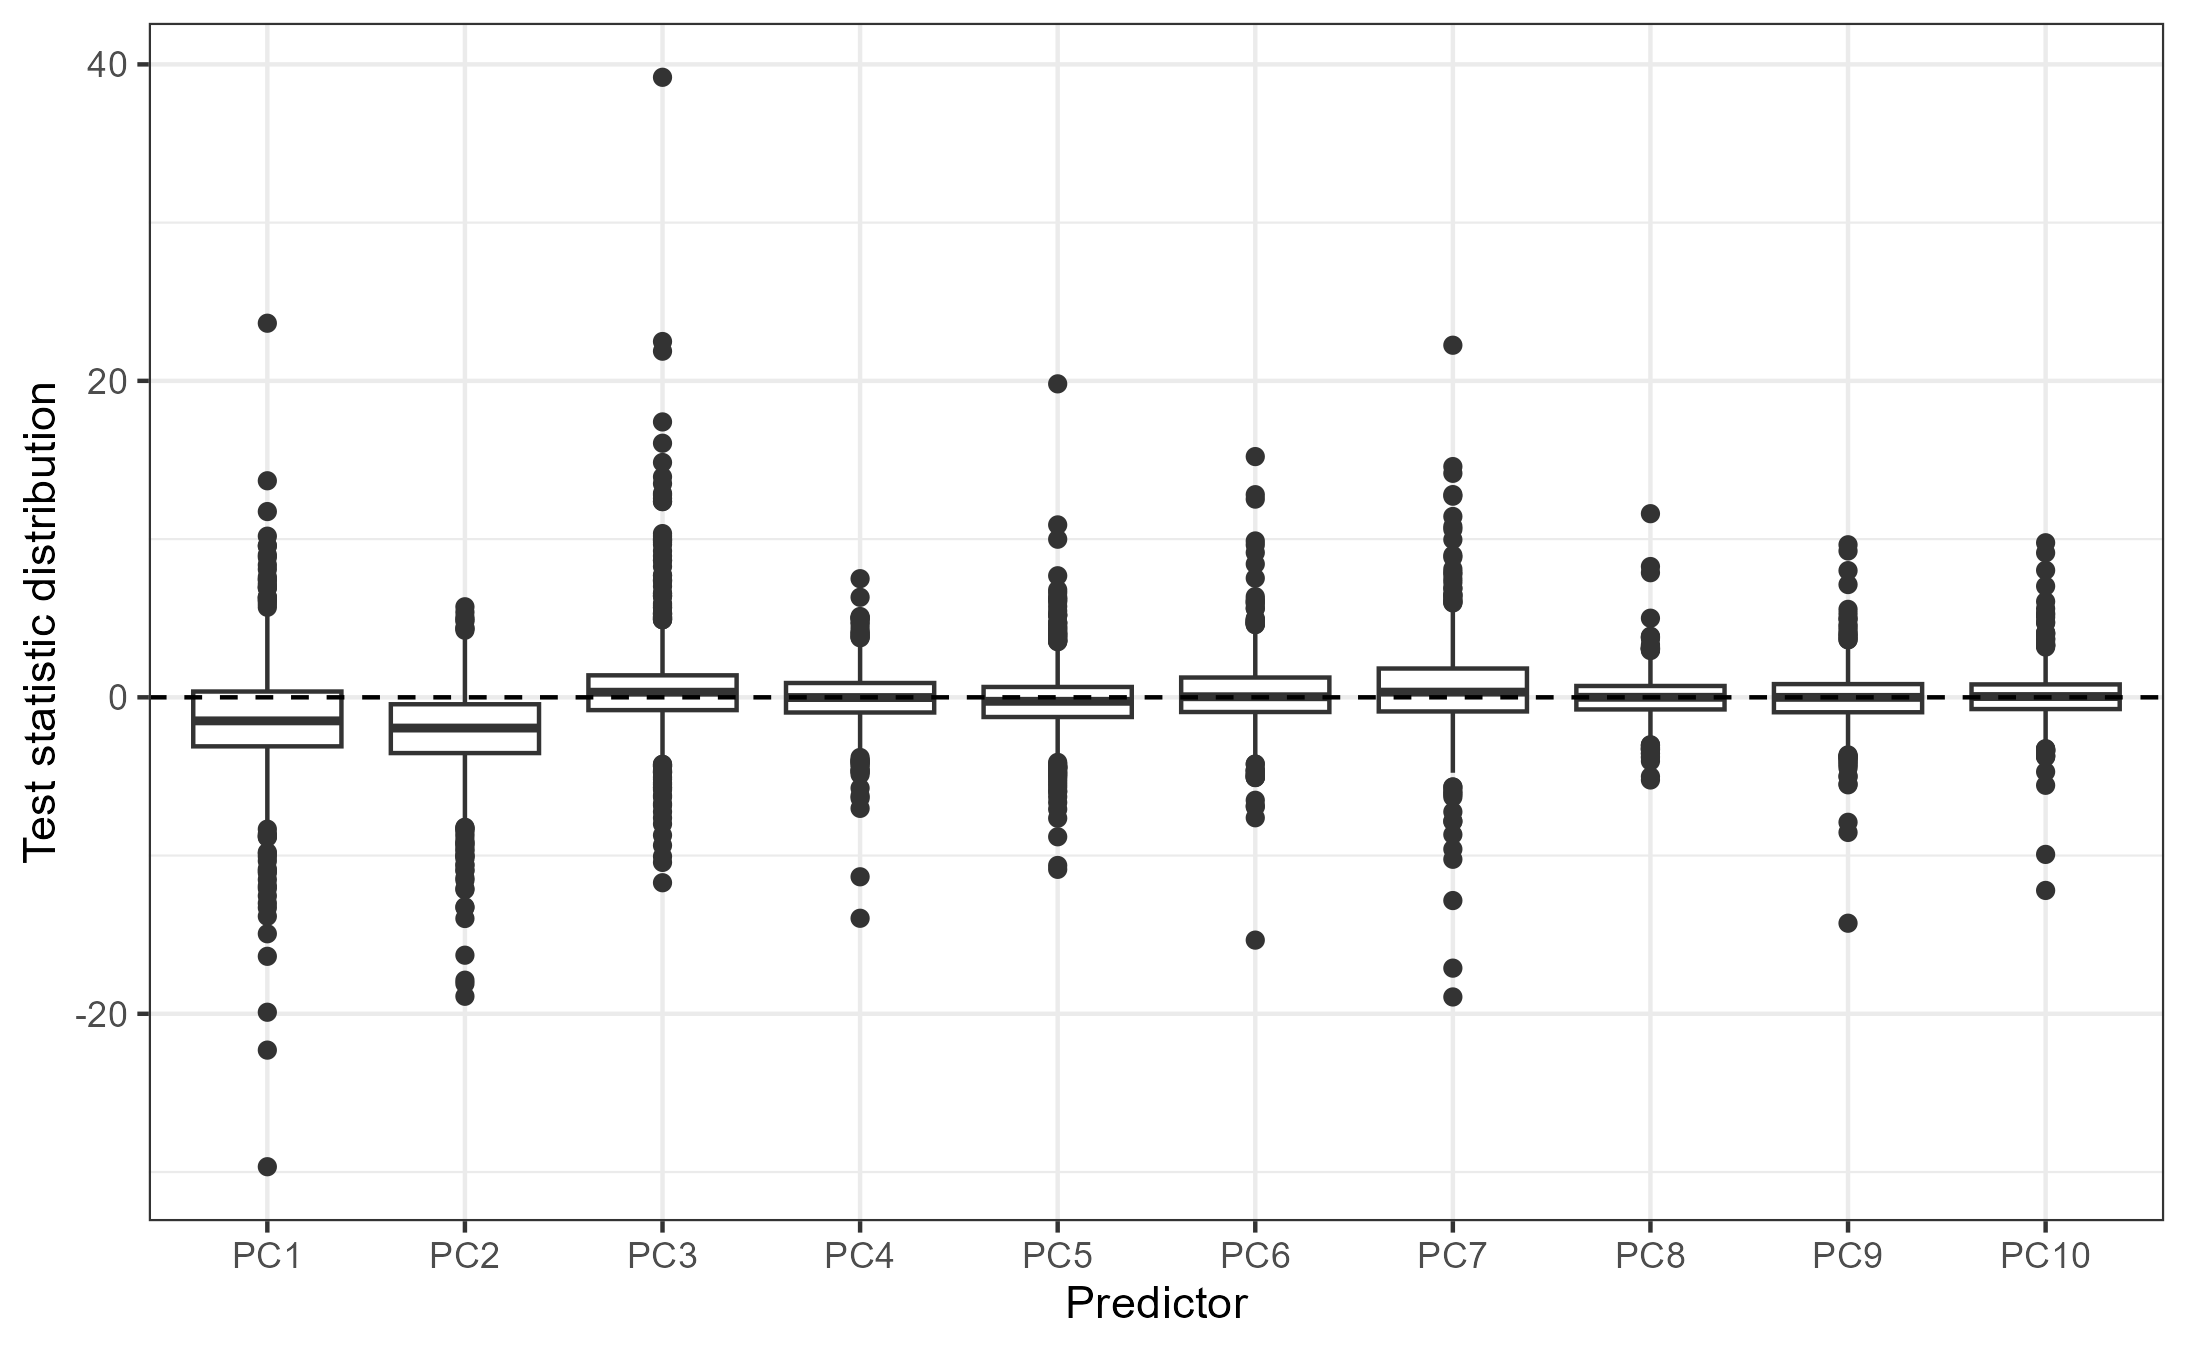 Test statistic distribution
40
20
0
-20
PC1 PC2 PC3 PC4 PC5 PC6 PC7 PC8 PC9 PC10
Predictor